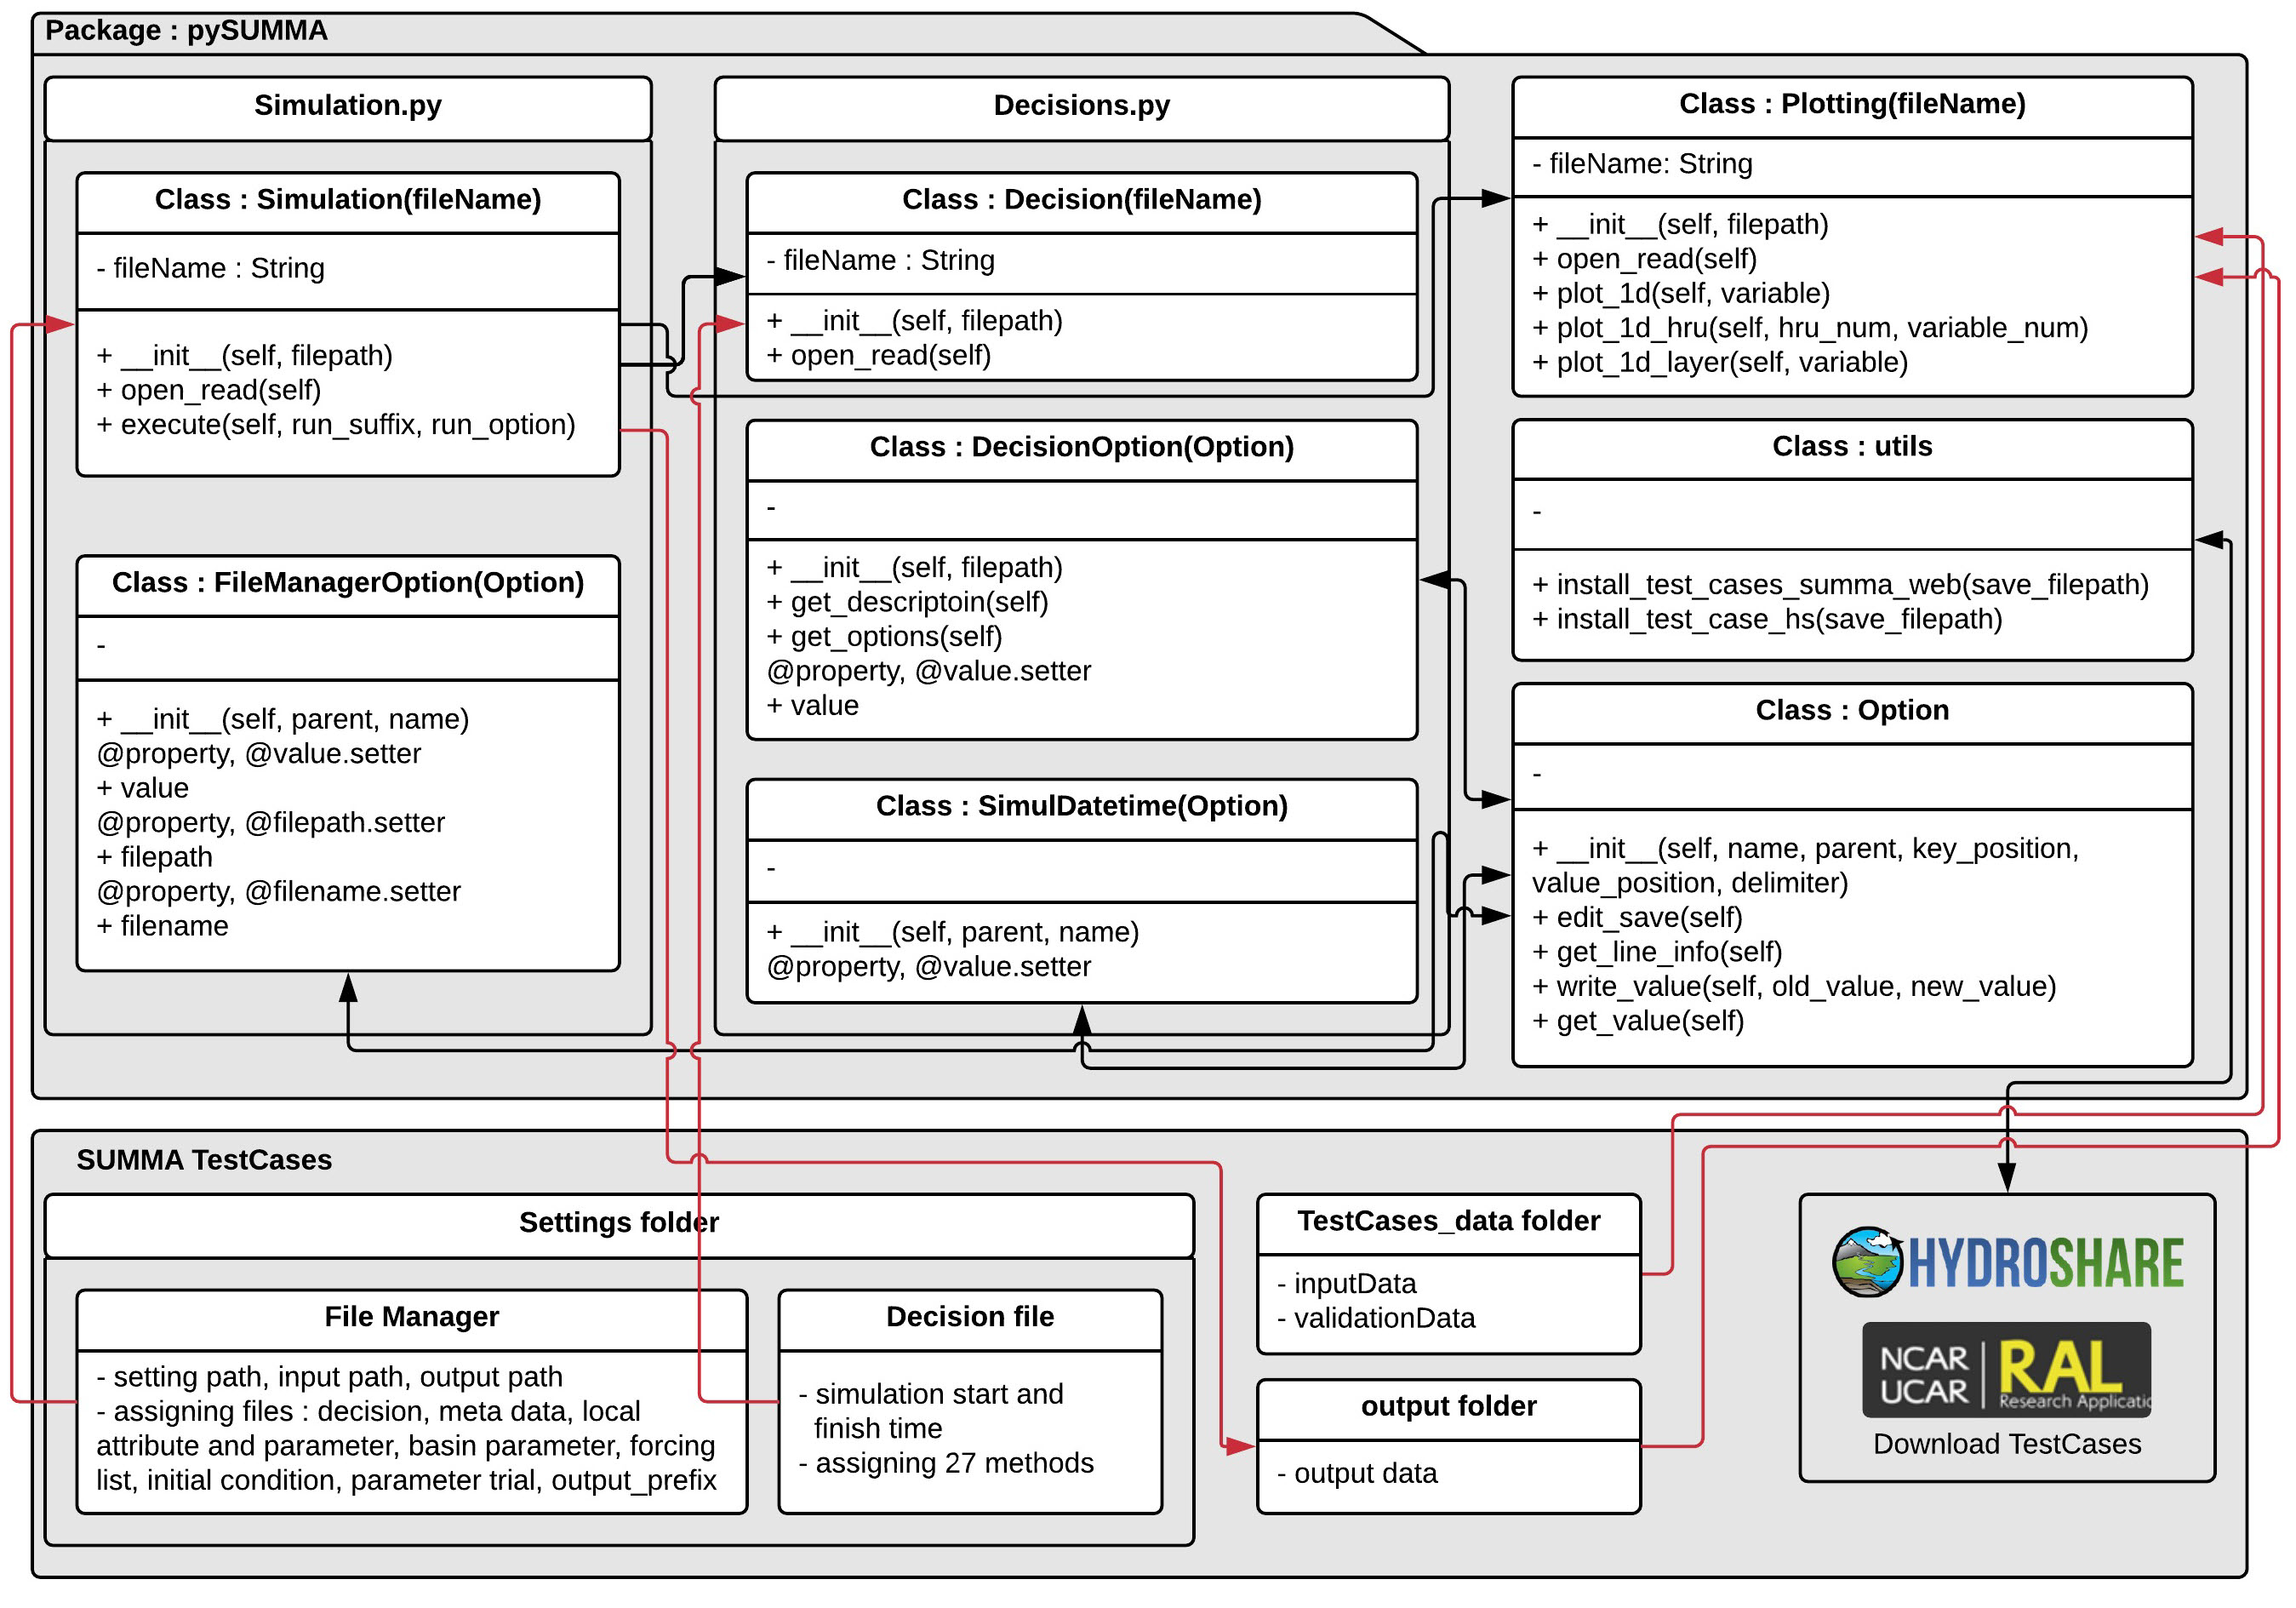 Package : pySUMMA
Simulation.py
Class : Simulation(fileName)
- fileName : String
+ __init__(self, filepath)
+ open_read(self)
+ execute(self, run_suffix, run_option)
Class : FileManagerOption(Option)
-
+ __init__(self, parent, name)
@property, @value.setter
+ value
@property, @filepath.setter
+ filepath
@property, @filename.setter
+ filename
Decisions.py
Class : Decision(fileName)
- fileName : String
+ __init__(self, filepath)
+ open_read(self)
Class : DecisionOption(Option)
-
+ __init__(self, filepath)
+ get_descriptoin(self)
+ get_options(self)
@property, @value.setter
+ value
Class : SimulDatetime(Option)
-
+ __init__(self, parent, name)
@property, @value.setter
Class : Plotting(fileName)
- fileName: String
+ __init__(self, filepath)
+ open_read(self)
+ plot_1d(self, variable)
+ plot_1d_hru(self, hru_num, variable_num)
+ plot_1d_layer(self, variable)
Class : utils
-
+ install_test_cases_summa_web(save_filepath)
+ install_test_case_hs(save_filepath)
Class : Option
-
+ __init__(self, name, parent, key_position,
value_position, delimiter)
+ edit_save(self)
+ get_line_info(self)
+ write_value(self, old_value, new_value)
+ get_value(self)
SUMMA TestCases
Settings folder
File Manager
- setting path, input path, output path
- assigning files : decision, meta data, local
attribute and parameter, basin parameter, forcing
list, initial condition, parameter trial, output_prefix
Decision file
- simulation start and
finish time
- assigning 27 methods
TestCases_data folder
- inputData
- validationData
output folder
- output data
HYDROSHARE
NCAR
UCAR
RAL
Research Applicatio
Download TestCases